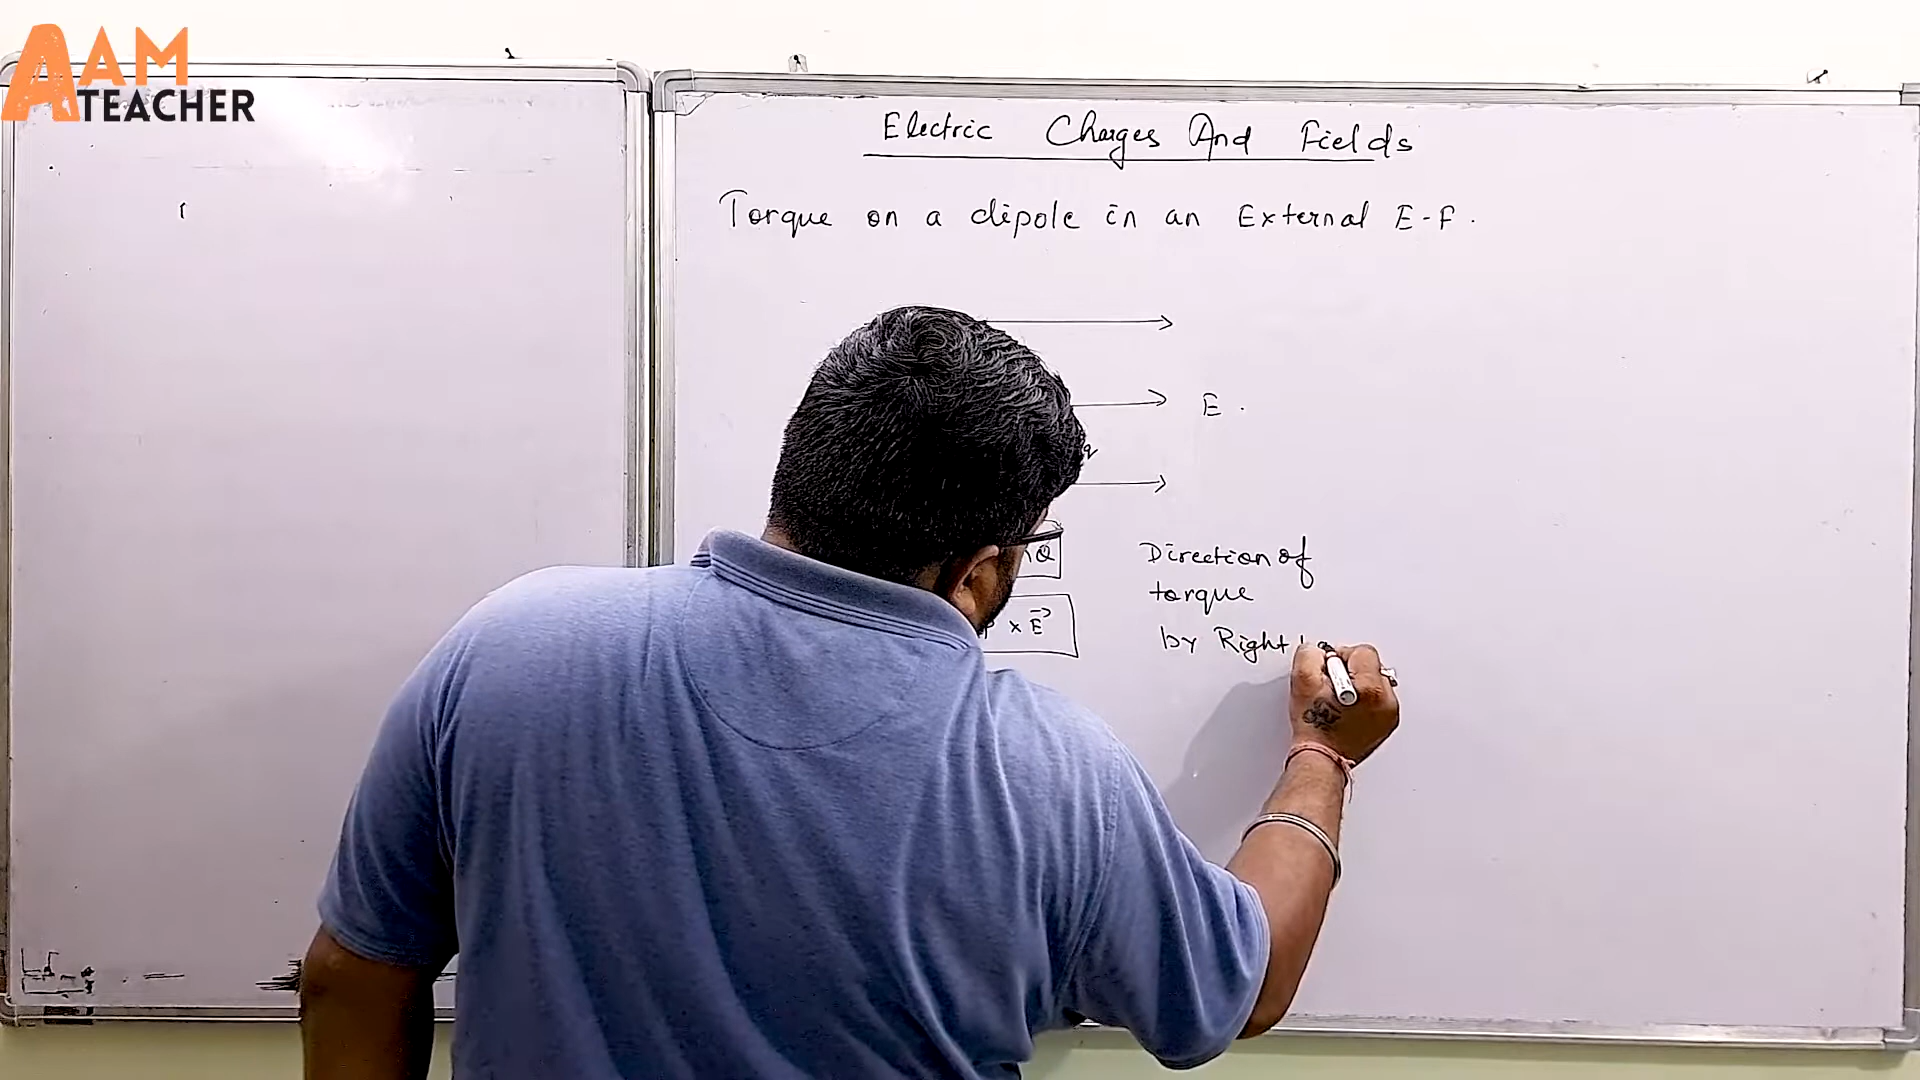 AAM
TEACHER
Electric Charges And Fields
Torque on a dipole in an External E-F.
E.
q
θ
× E⃗
Direction of
torque
by Right